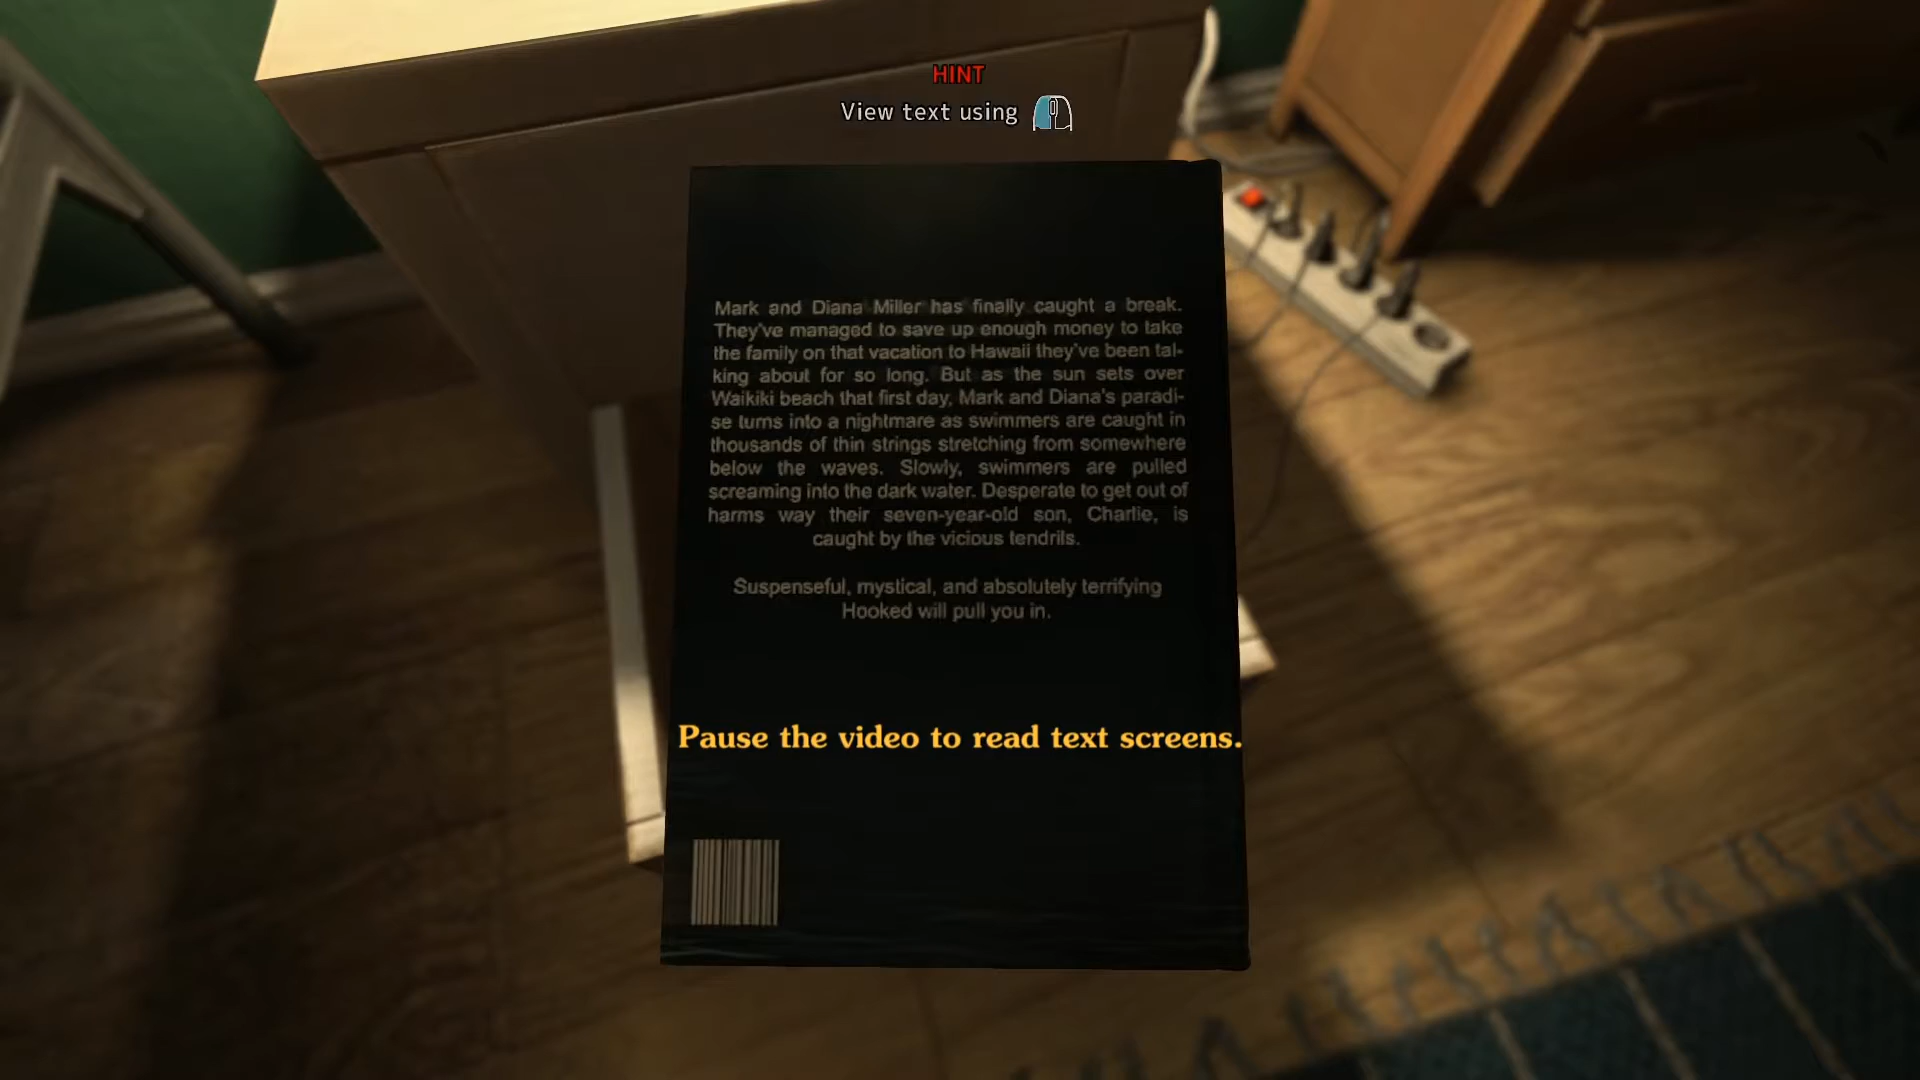 HINT
View text using
Mark and Diana Miller has finally caught a break.
They've managed to save up enough money to take
the family on that vacation to Hawaii they've been tal-
king about for so long. But as the sun sets over
Waikiki beach that first day, Mark and Diana's paradi-
se turns into a nightmare as swimmers are caught in
thousands of thin strings stretching from somewhere
below the waves. Slowly, swimmers are pulled
screaming into the dark water. Desperate to get out of
harms way their seven-year-old son, Charlie, is
caught by the vicious tendrils.
Suspenseful, mystical, and absolutely terrifying
Hooked will pull you in.
Pause the video to read text screens.